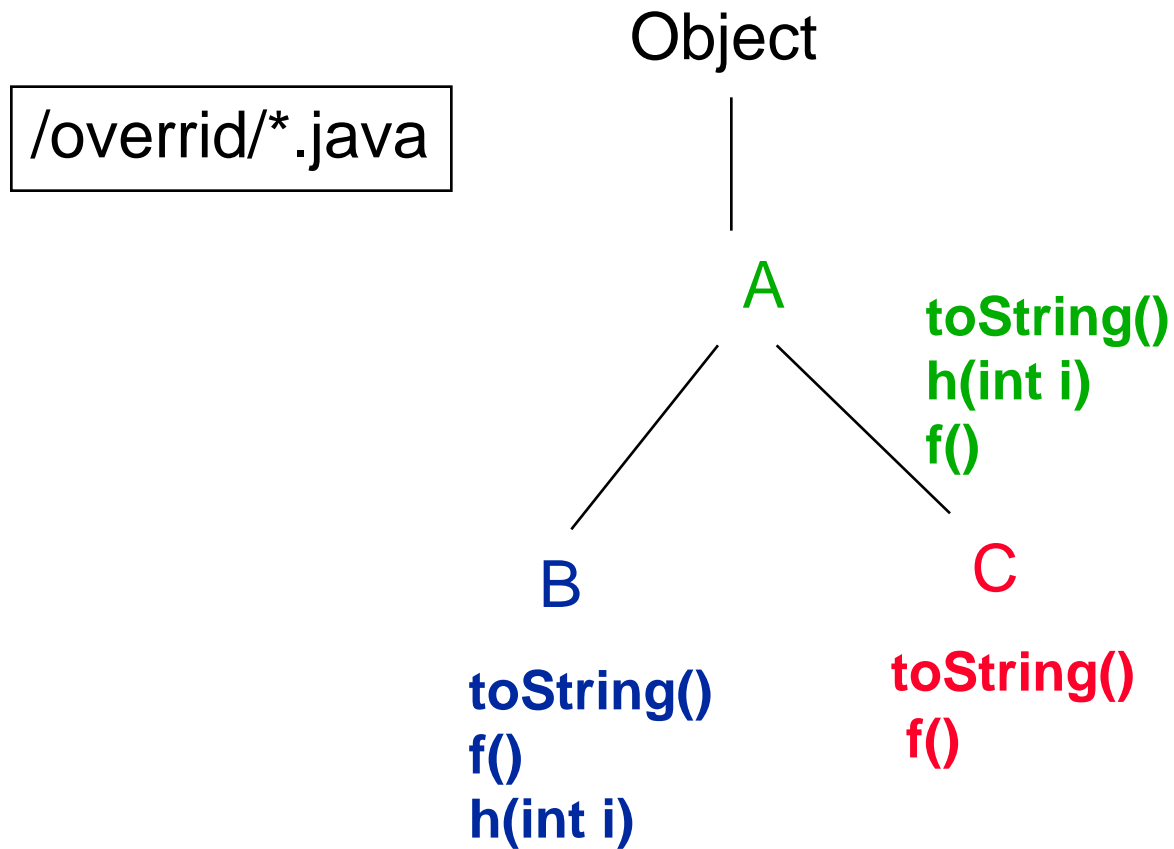 Object
/overrid/*.java
A
toString()
h(int i)
f()
B
C
toString()
f()
h(int i)
toString()
f()